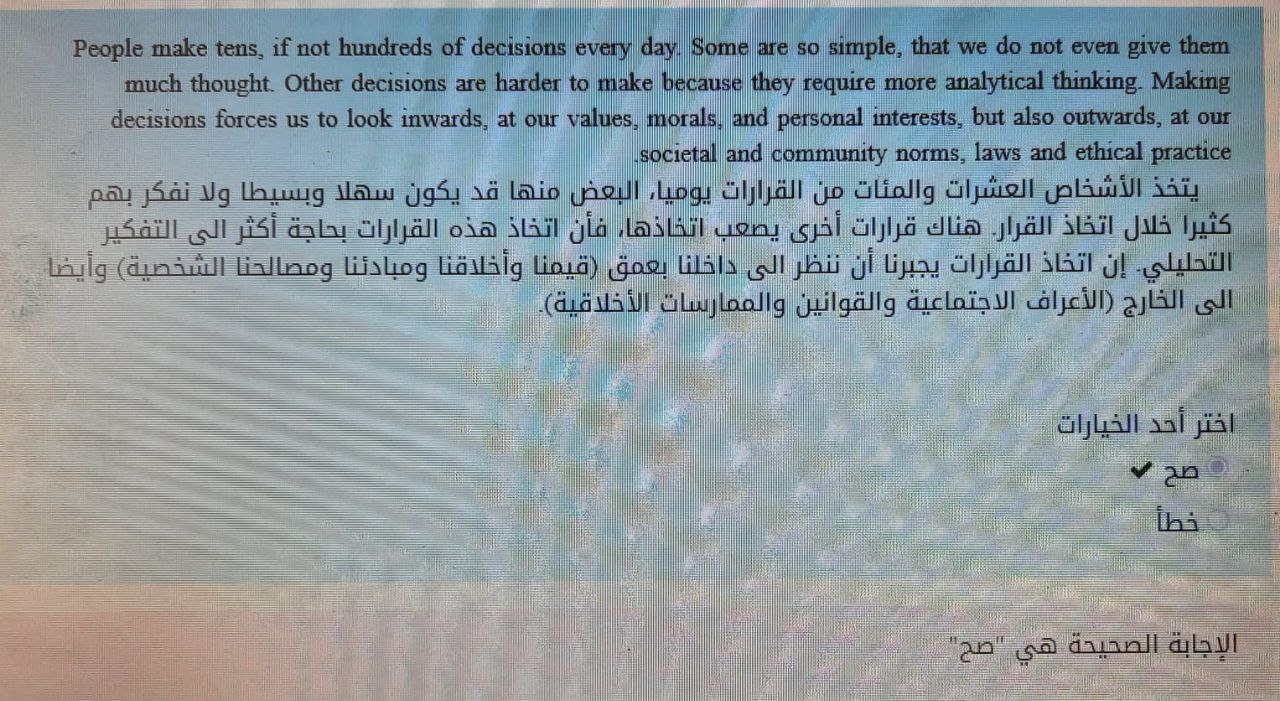 People make tens, if not hundreds of decisions every day. Some are so simple, that we do not even give them
much thought. Other decisions are harder to make because they require more analytical thinking. Making
decisions forces us to look inwards, at our values, morals, and personal interests, but also outwards, at our
.societal and community norms, laws and ethical practice
يتخذ الأشخاص العشرات والمئات من القرارات يوميا، البعض منها قد يكون سهلا وبسيطا ولا نفكر بهم
كثيرا خلال اتخاذ القرار. هناك قرارات أخرى يصعب اتخاذها، فأن اتخاذ هذه القرارات بحاجة أكثر الى التفكير
التحليلي. إن اتخاذ القرارات يجبرنا أن ننظر الى داخلنا بعمق (قيمنا وأخلاقنا ومبادئنا ومصالحنا الشخصية) وأيضا
الى الخارج (الأعراف الاجتماعية والقوانين والممارسات الأخلاقية).
اختر أحد الخيارات
صح ✔
خطأ
الإجابة الصحيحة هي "صح"